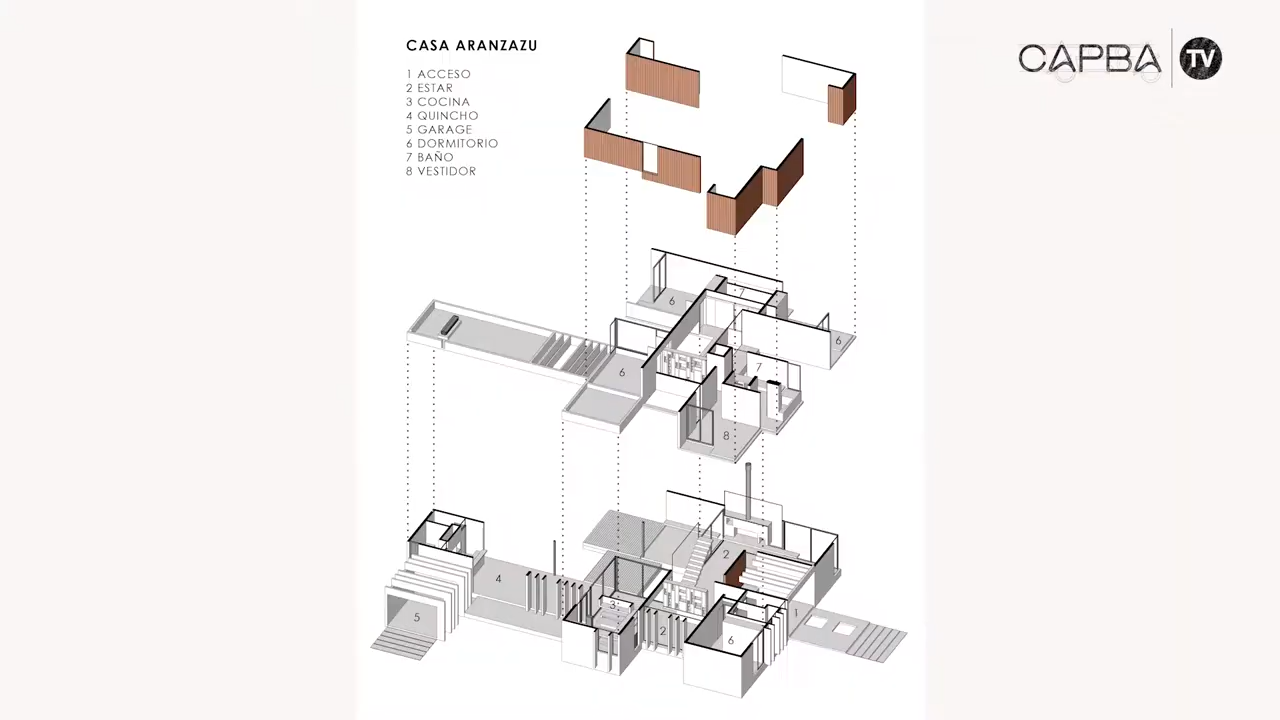 CASA ARANZAZU
1 ACCESO
2 ESTAR
3 COCINA
4 QUINCHO
5 GARAGE
6 DORMITORIO
7 BAÑO
8 VESTIDOR
CAPBA TV
7
6
6
6
7
8
2
4
3
5
2
6
1